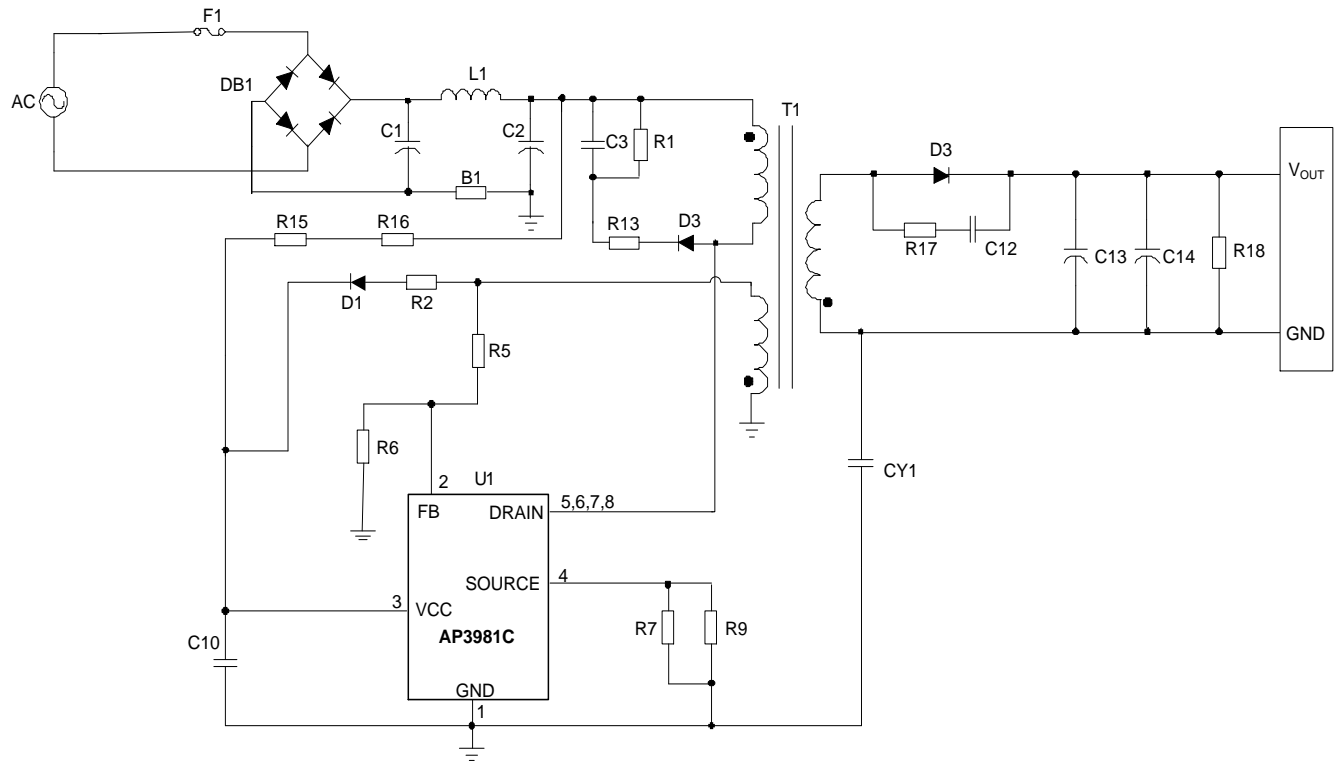 F1
AC
DB1
L1
T1
C1
C2
C3
R1
B1
D3
V_OUT
R15
R16
R13
D3
R17
C12
C13
C14
R18
D1
R2
GND
R5
R6
CY1
2
U1
5,6,7,8
FB
DRAIN
4
SOURCE
3
VCC
R7
R9
AP3981C
C10
GND
1